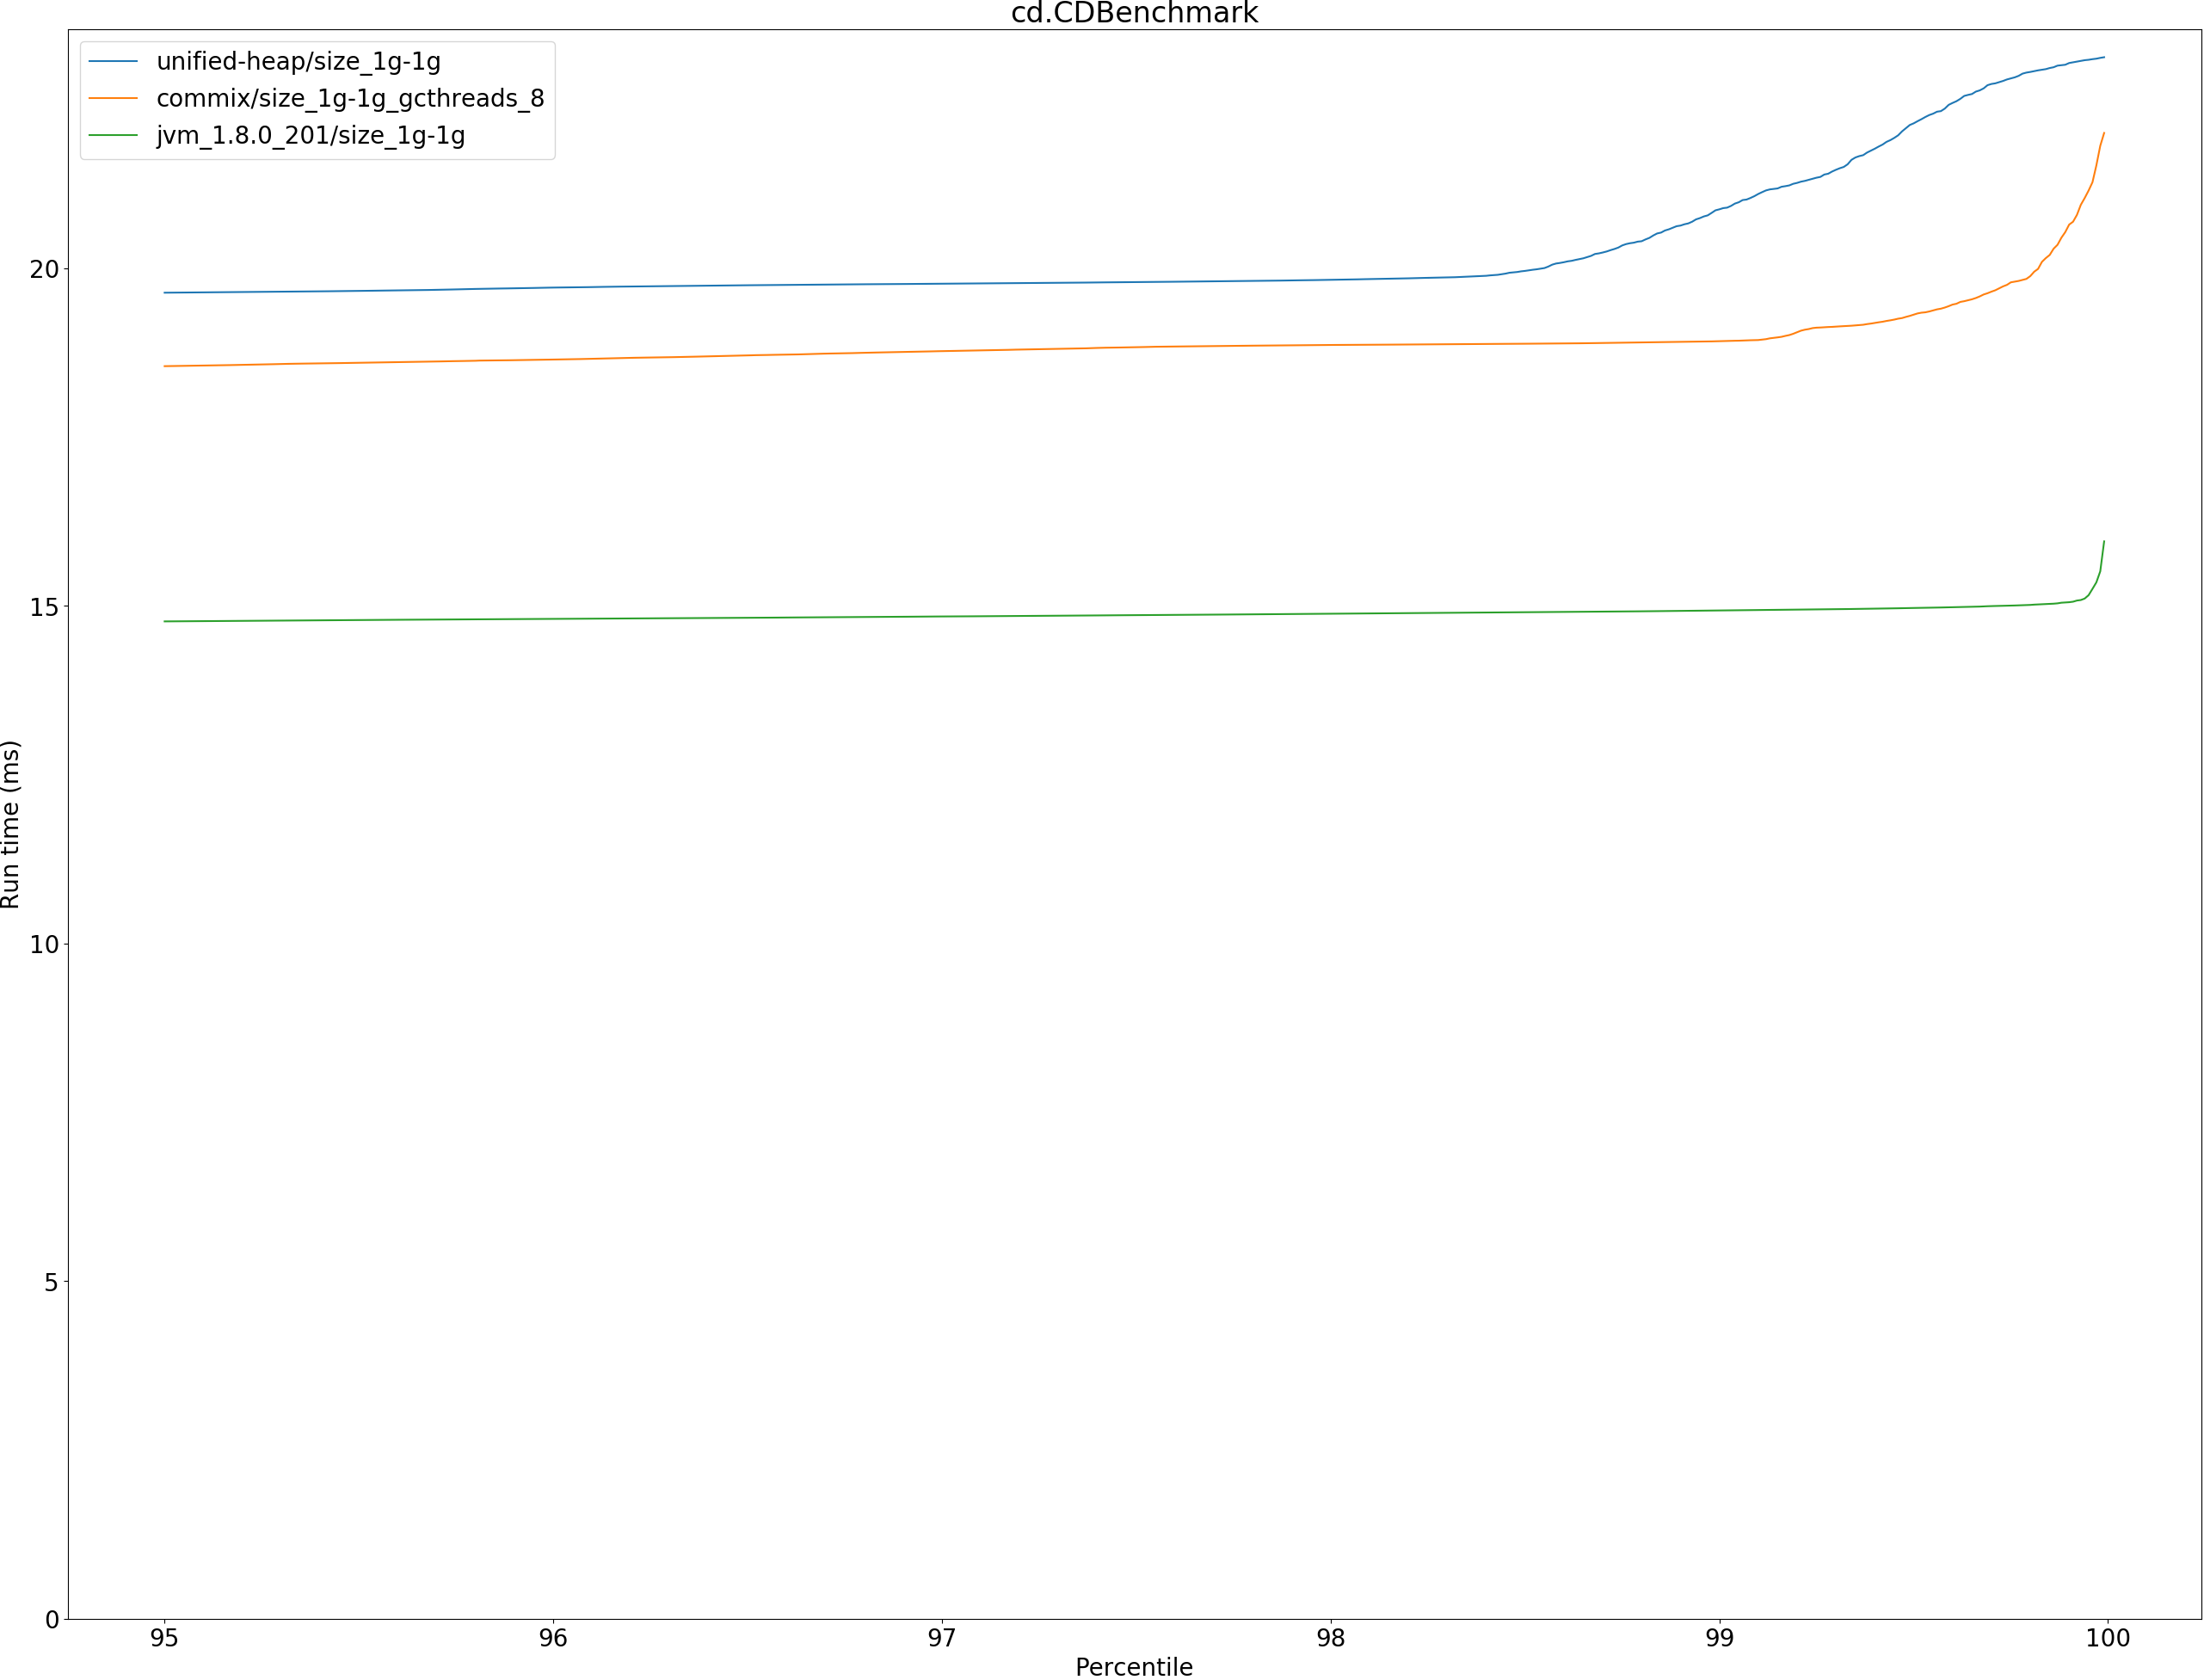 cd.CDBenchmark
unified-heap/size_1g-1g
commix/size_1g-1g_gcthreads_8
jvm_1.8.0_201/size_1g-1g
20
15
10
5
0
Run time (ms)
95 96 97 98 99 100
Percentile